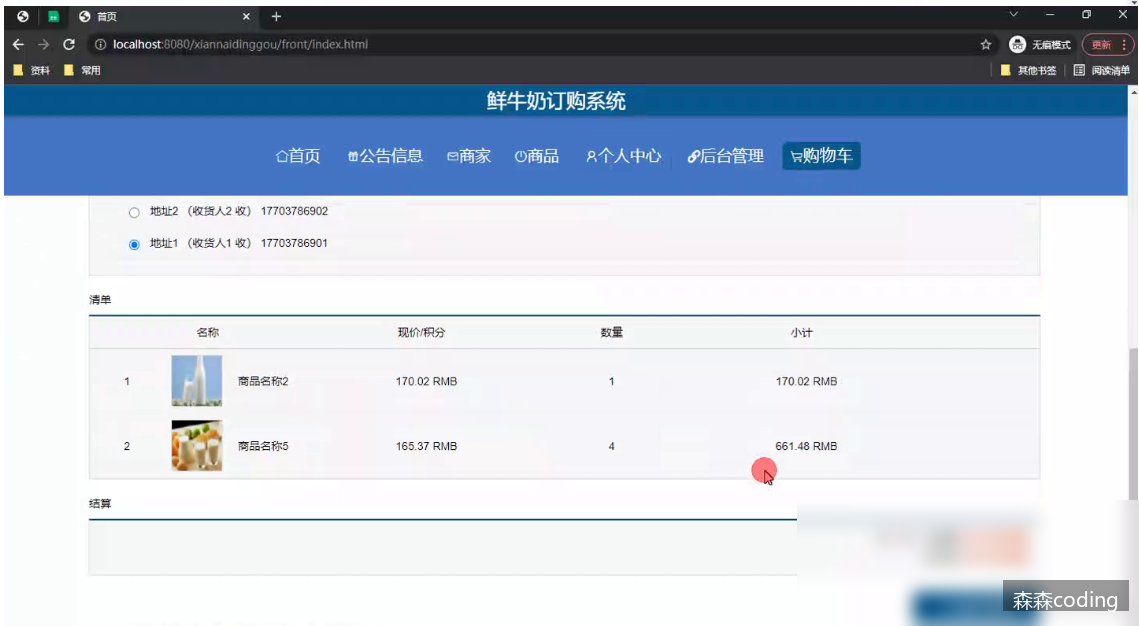 首页
localhost:8080/xiannaidinggou/front/index.html
无痕模式 更新
资料 常用 其他书签 阅读清单
鲜牛奶订购系统
首页 公告信息 商家 商品 个人中心 后台管理 购物车
地址2 （收货人2 收） 17703786902
地址1 （收货人1 收） 17703786901
清单
名称 现价/积分 数量 小计
1 商品名称2 170.02 RMB 1 170.02 RMB
2 商品名称5 165.37 RMB 4 661.48 RMB
结算
森森coding